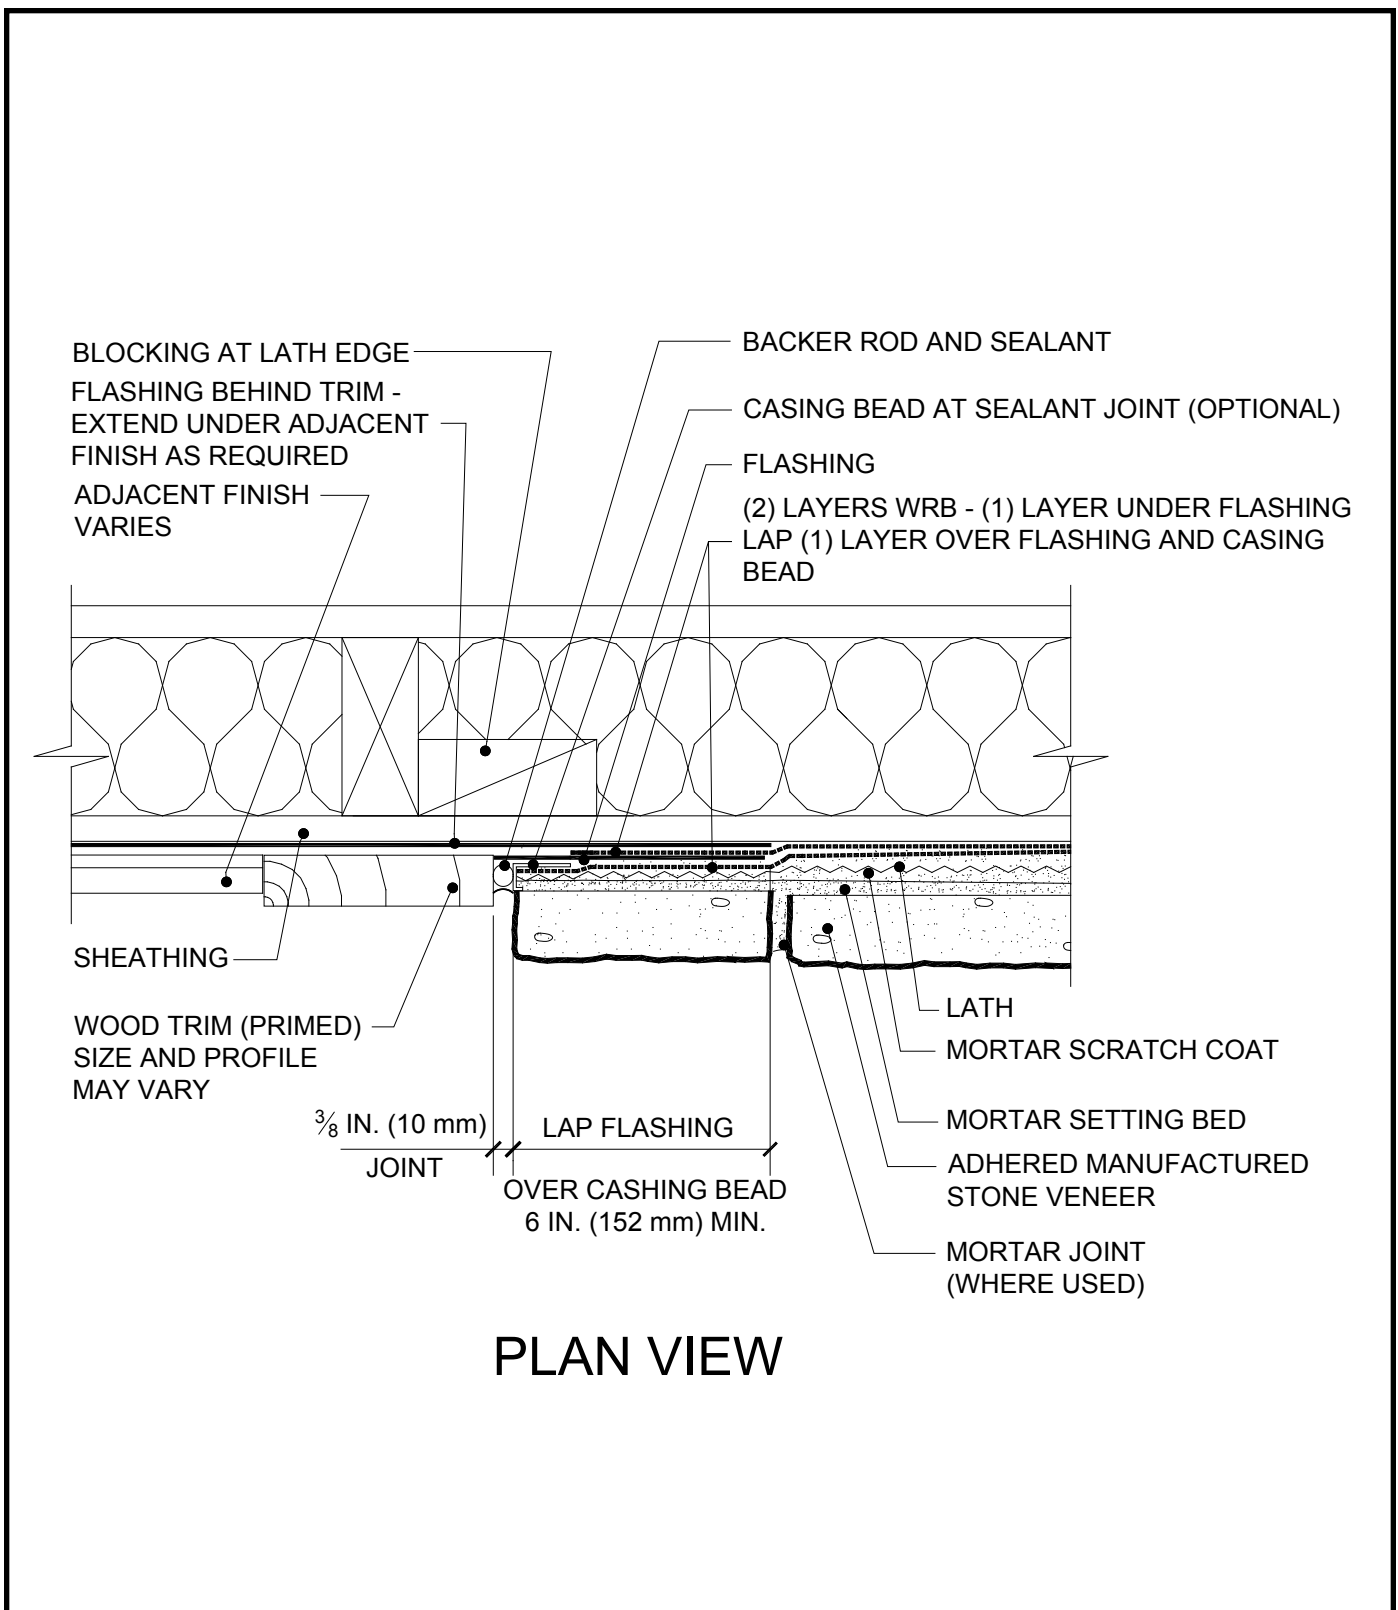 BLOCKING AT LATH EDGE
FLASHING BEHIND TRIM -
EXTEND UNDER ADJACENT
FINISH AS REQUIRED
ADJACENT FINISH
VARIES
BACKER ROD AND SEALANT
CASING BEAD AT SEALANT JOINT (OPTIONAL)
FLASHING
(2) LAYERS WRB - (1) LAYER UNDER FLASHING
LAP (1) LAYER OVER FLASHING AND CASING
BEAD
SHEATHING
WOOD TRIM (PRIMED)
SIZE AND PROFILE
MAY VARY
3/8 IN. (10 mm)
JOINT
LAP FLASHING
OVER CASHING BEAD
6 IN. (152 mm) MIN.
LATH
MORTAR SCRATCH COAT
MORTAR SETTING BED
ADHERED MANUFACTURED
STONE VENEER
MORTAR JOINT
(WHERE USED)
PLAN VIEW